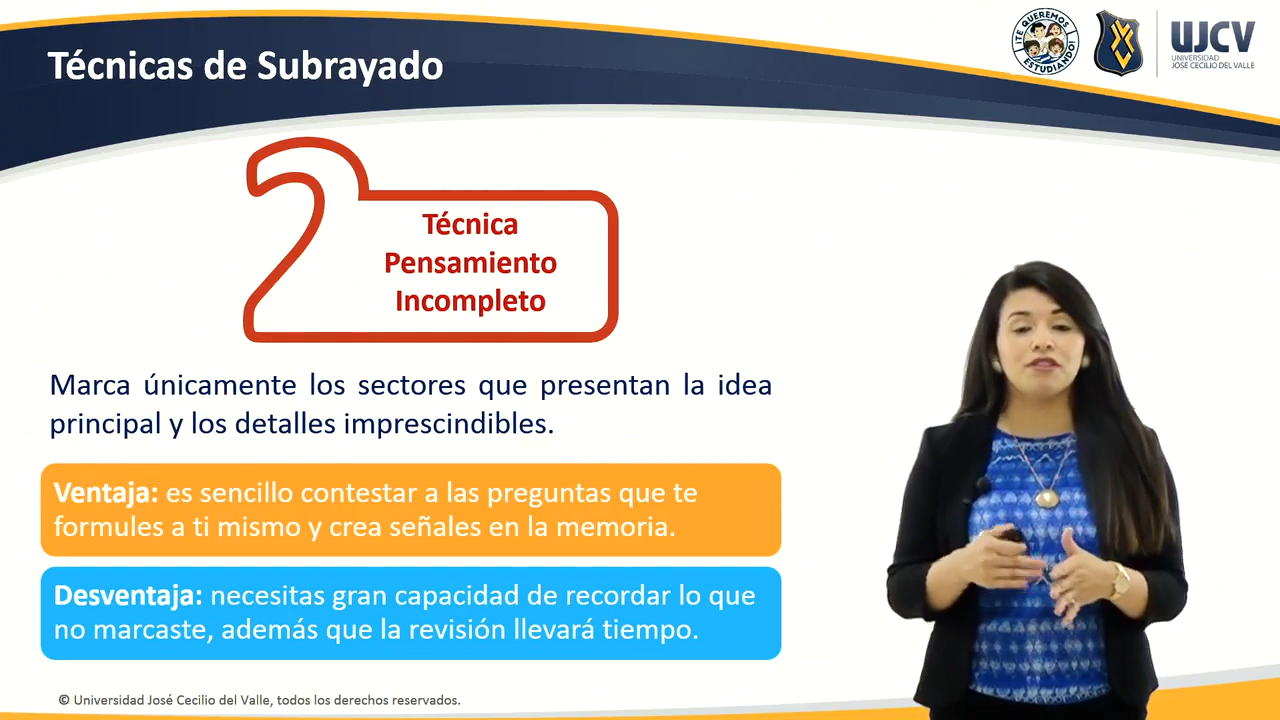 Técnicas de Subrayado
¡TE QUEREMOS
ESTUDIANDO!
UJCV
UNIVERSIDAD
JOSÉ CECILIO DEL VALLE
2
Técnica
Pensamiento
Incompleto
Marca únicamente los sectores que presentan la idea
principal y los detalles imprescindibles.
Ventaja: es sencillo contestar a las preguntas que te
formules a ti mismo y crea señales en la memoria.
Desventaja: necesitas gran capacidad de recordar lo que
no marcaste, además que la revisión llevará tiempo.
© Universidad José Cecilio del Valle, todos los derechos reservados.